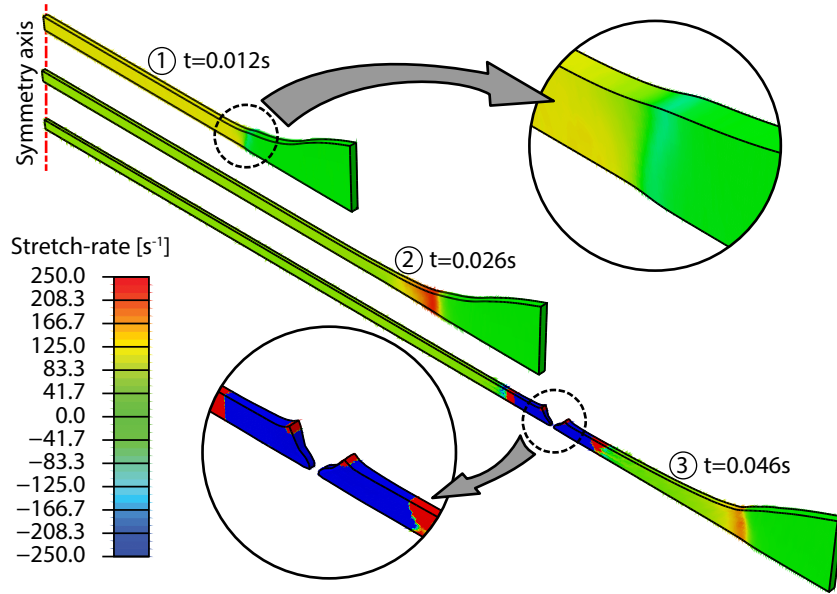 Symmetry axis
① t=0.012s
② t=0.026s
Stretch-rate [s⁻¹]
250.0
208.3
166.7
125.0
83.3
41.7
0.0
−41.7
−83.3
−125.0
−166.7
−208.3
−250.0
③ t=0.046s